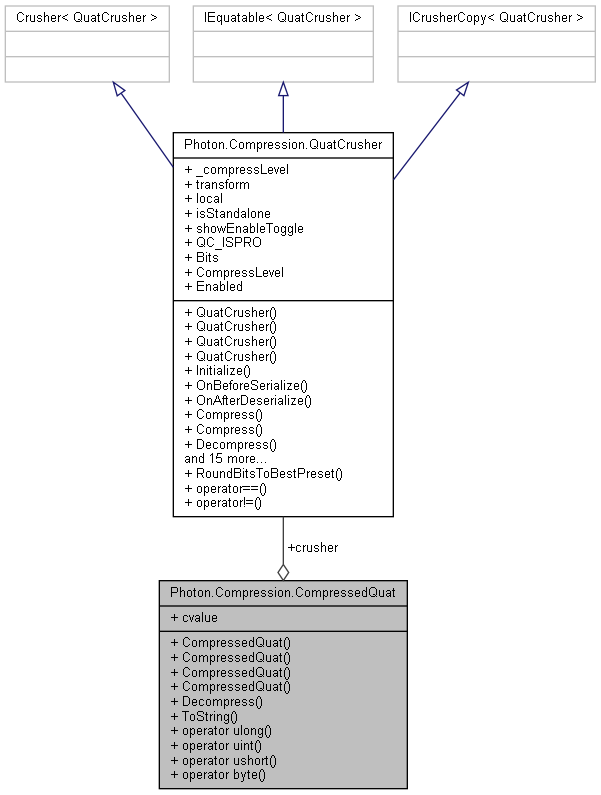 Crusher< QuatCrusher >
IEquatable< QuatCrusher >
ICrusherCopy< QuatCrusher >
Photon.Compression.QuatCrusher
+ _compressLevel
+ transform
+ local
+ isStandalone
+ showEnableToggle
+ QC_ISPRO
+ Bits
+ CompressLevel
+ Enabled
+ QuatCrusher()
+ QuatCrusher()
+ QuatCrusher()
+ QuatCrusher()
+ Initialize()
+ OnBeforeSerialize()
+ OnAfterDeserialize()
+ Compress()
+ Compress()
+ Decompress()
and 15 more...
+ RoundBitsToBestPreset()
+ operator==()
+ operator!=()
+crusher
Photon.Compression.CompressedQuat
+ cvalue
+ CompressedQuat()
+ CompressedQuat()
+ CompressedQuat()
+ CompressedQuat()
+ Decompress()
+ ToString()
+ operator ulong()
+ operator uint()
+ operator ushort()
+ operator byte()